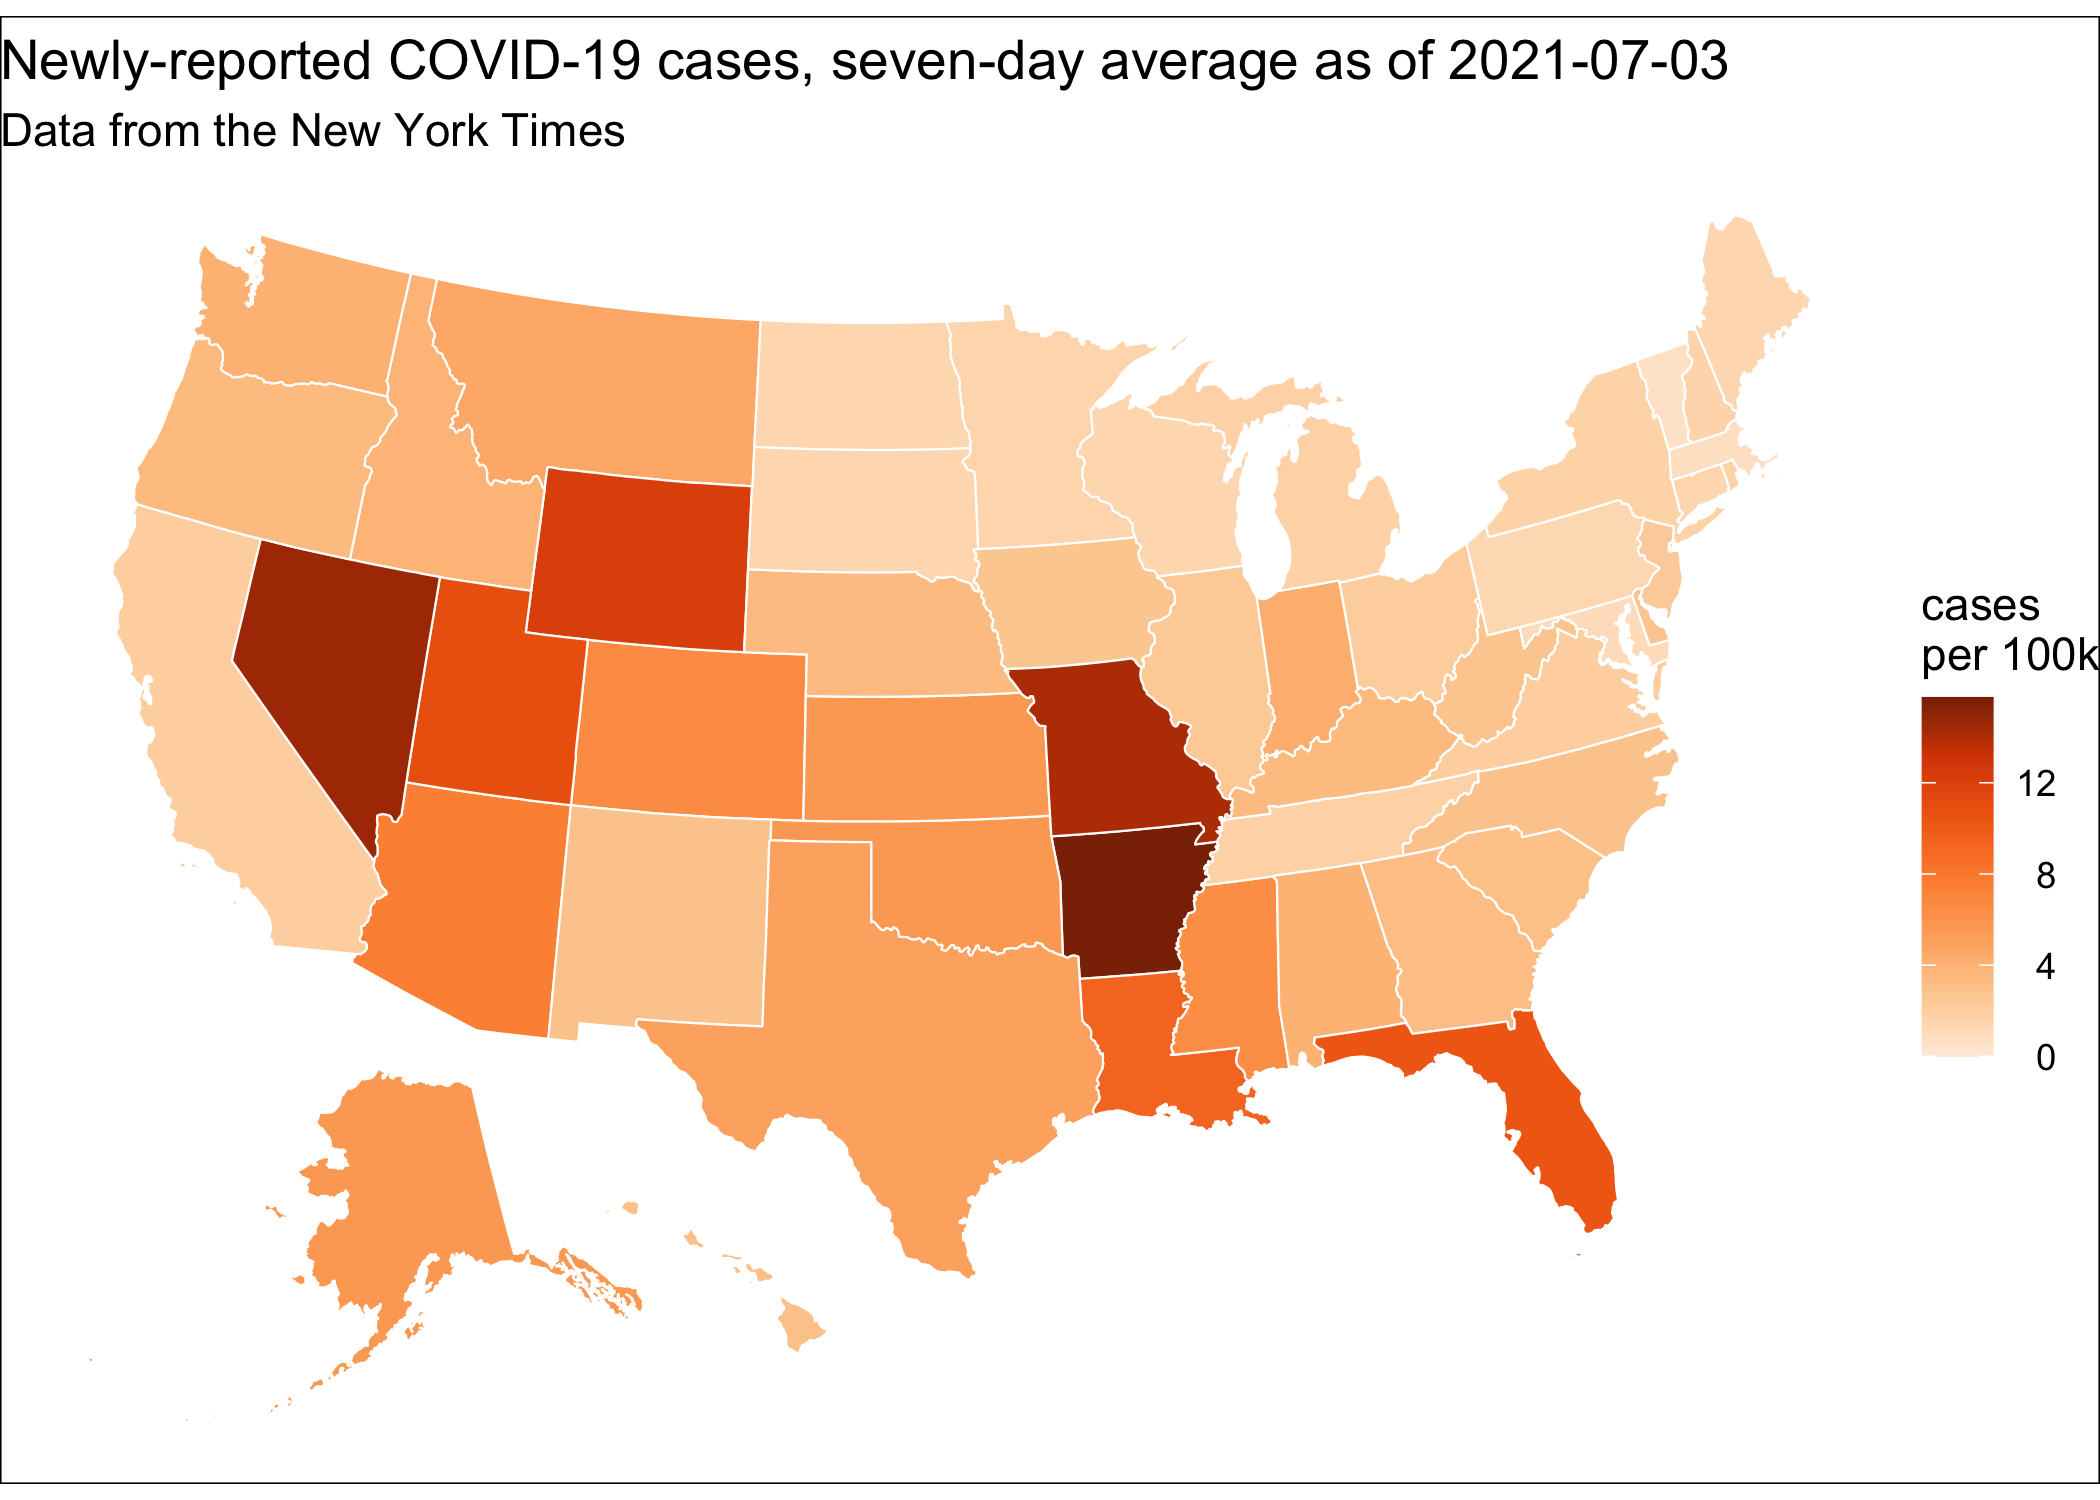 Newly-reported COVID-19 cases, seven-day average as of 2021-07-03
Data from the New York Times
cases
per 100k
12
8
4
0